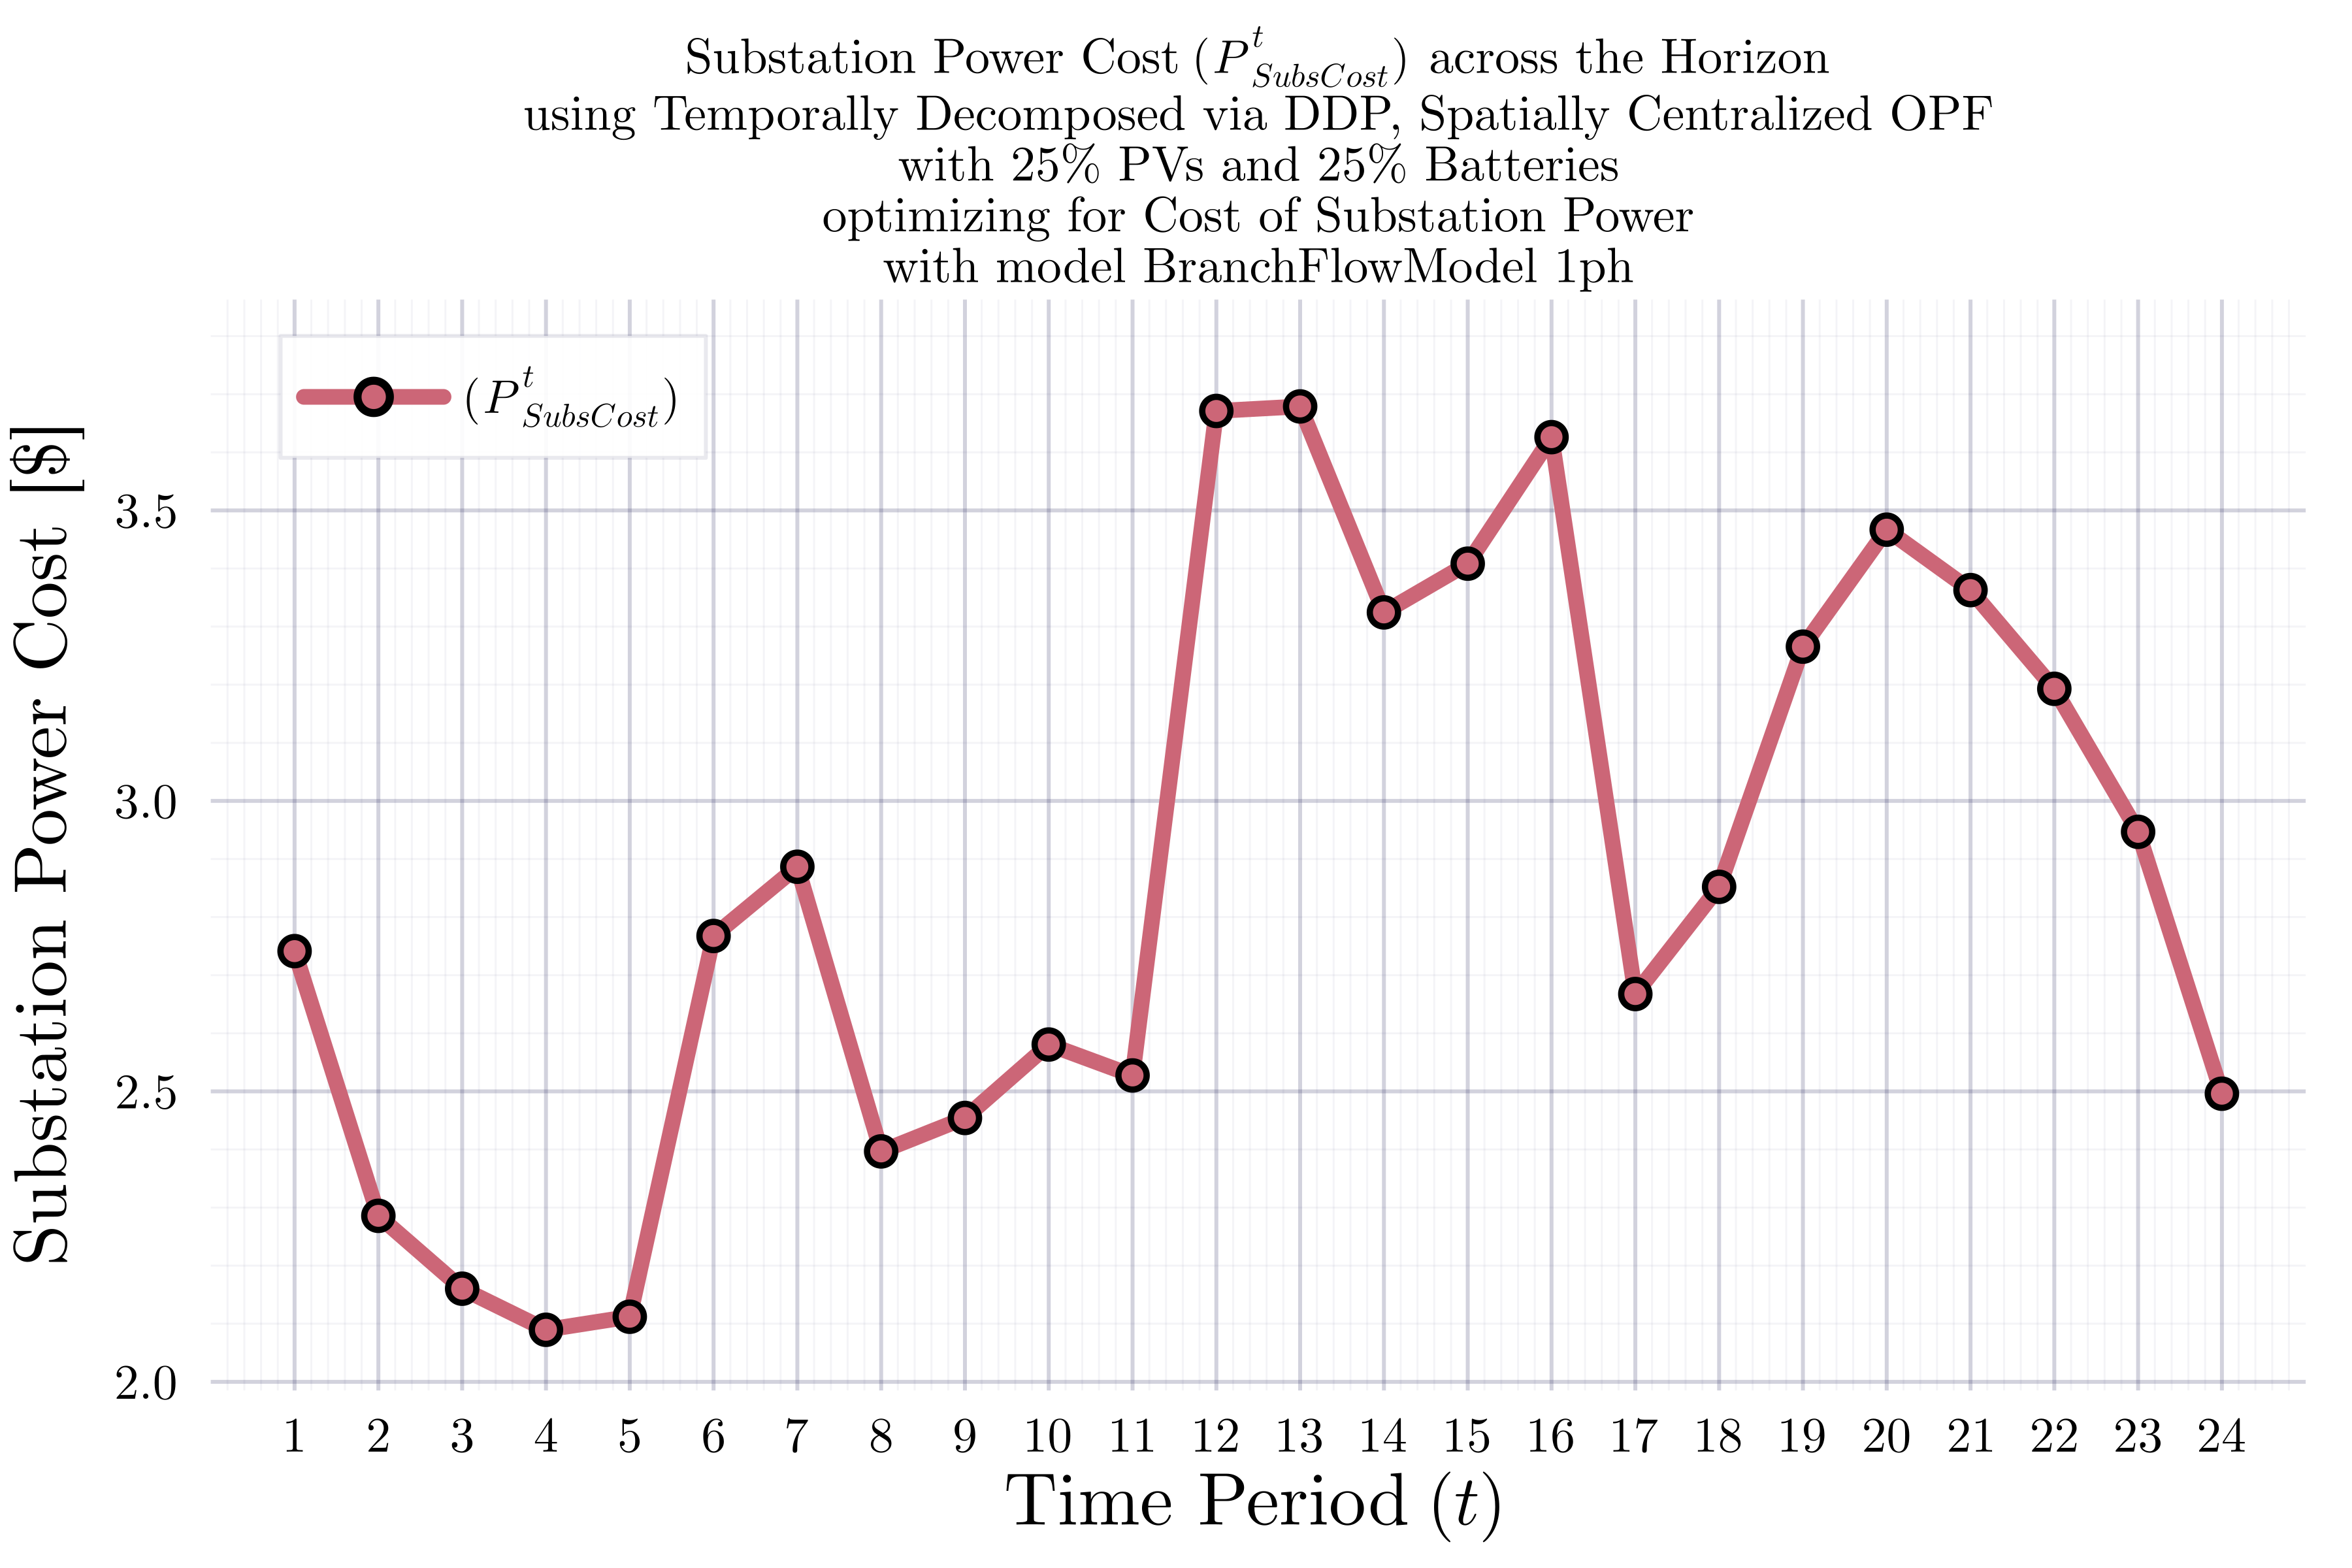 Substation Power Cost (P^t_SubsCost) across the Horizon
using Temporally Decomposed via DDP, Spatially Centralized OPF
with 25% PVs and 25% Batteries
optimizing for Cost of Substation Power
with model BranchFlowModel 1ph
(P^t_SubsCost)
Substation Power Cost [$]
3.5
3.0
2.5
2.0
1 2 3 4 5 6 7 8 9 10 11 12 13 14 15 16 17 18 19 20 21 22 23 24
Time Period (t)